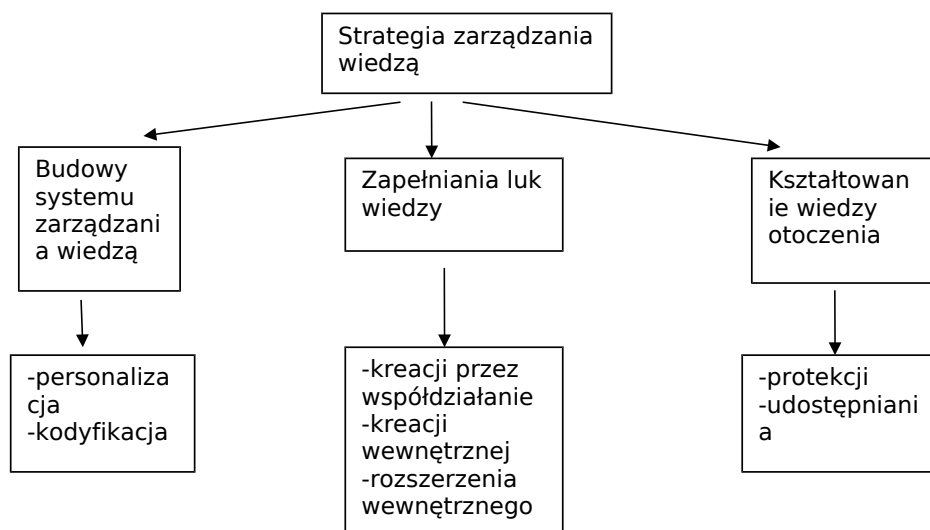 Strategia zarządzania
wiedzą
Budowy
systemu
zarządzani
a wiedzą
Zapełniania luk
wiedzy
Kształtowan
ie wiedzy
otoczenia
-personaliza
cja
-kodyfikacja
-kreacji przez
współdziałanie
-kreacji
wewnętrznej
-rozszerzenia
wewnętrznego
-protekcji
-udostępniani
a